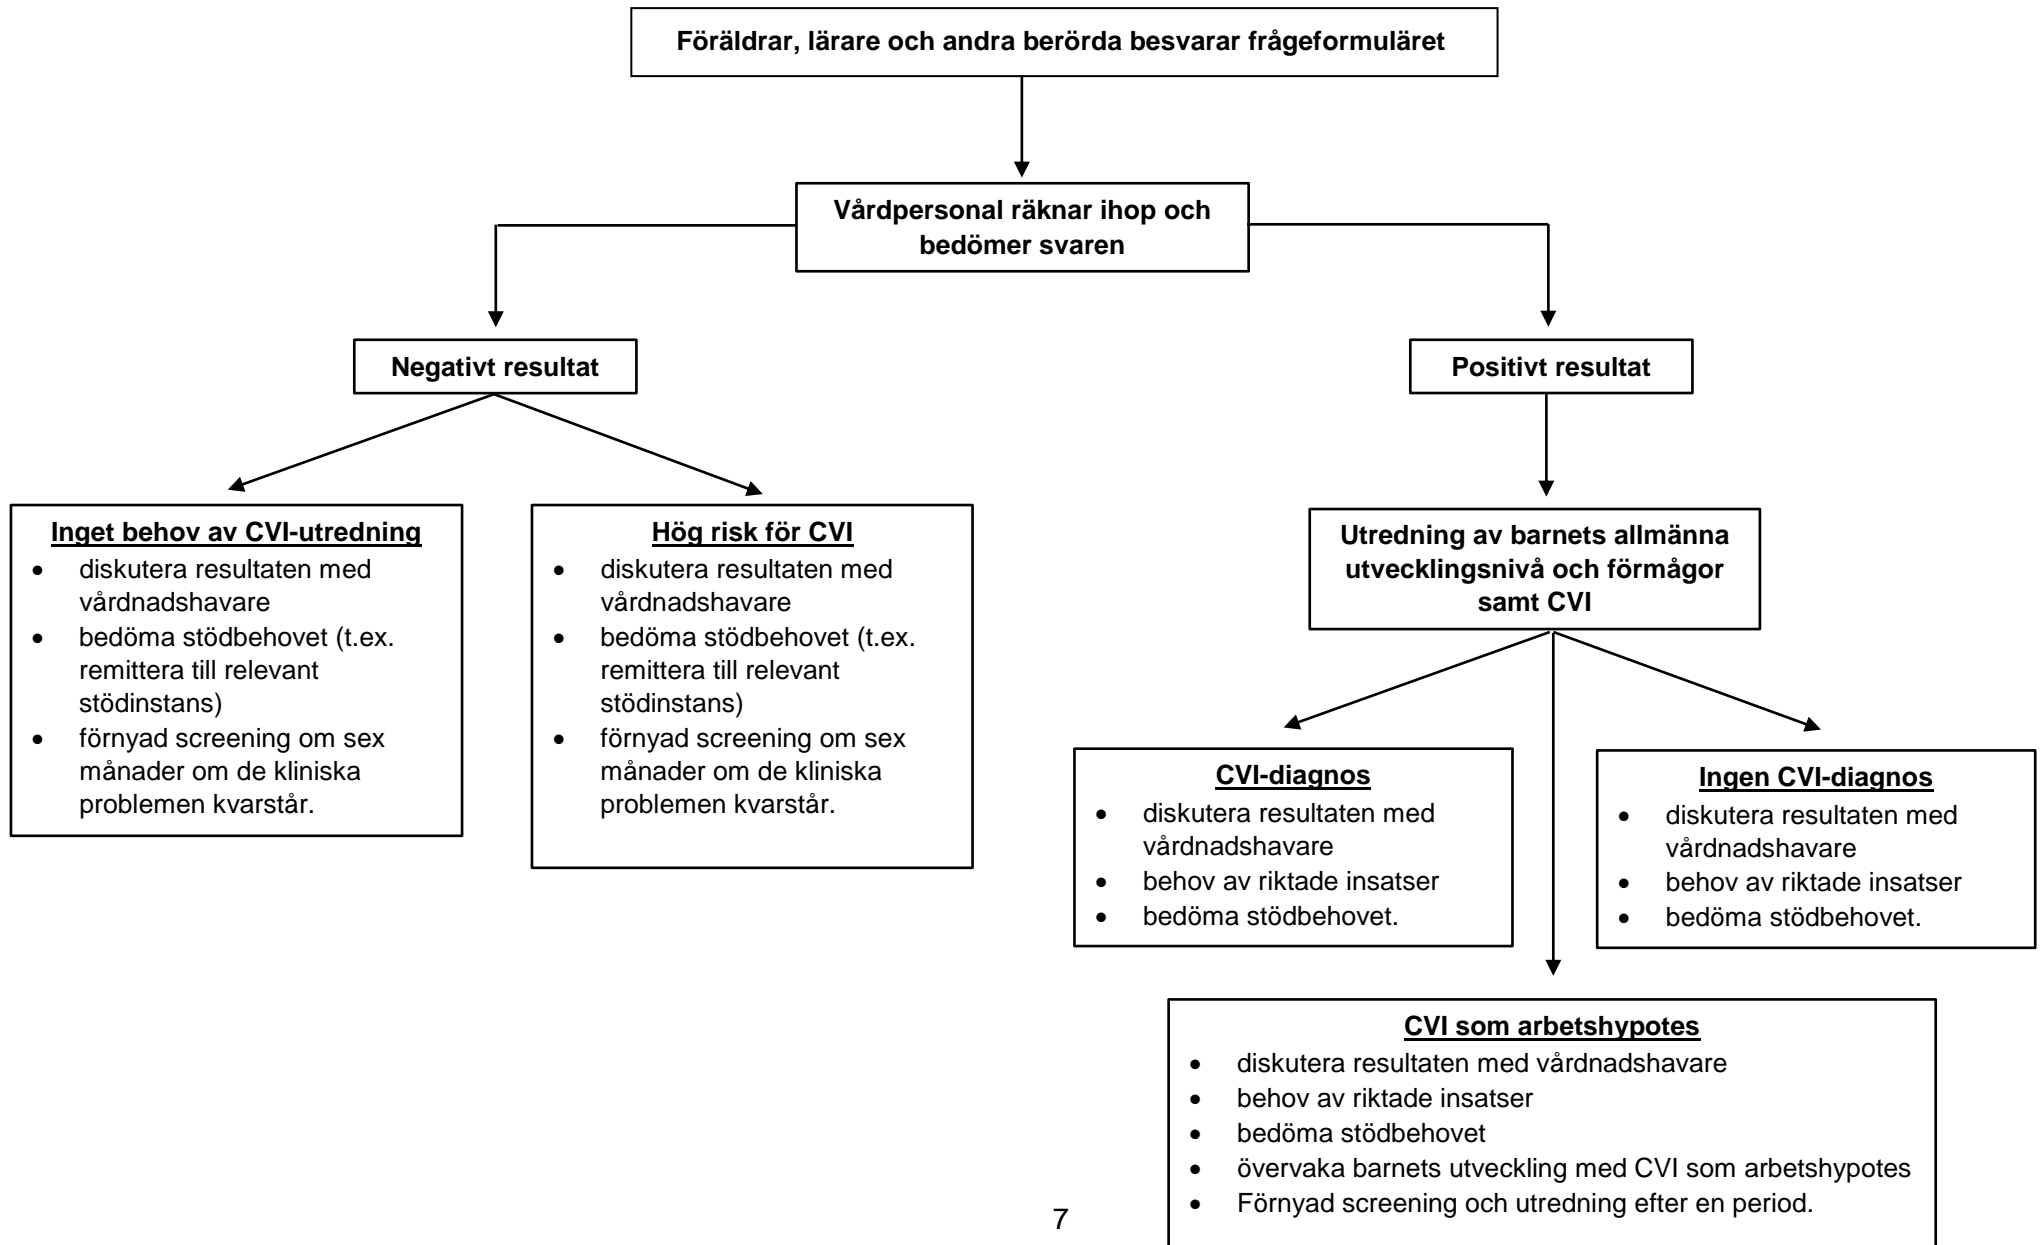 Föräldrar, lärare och andra berörda besvarar frågeformuläret
Vårdpersonal räknar ihop och
bedömer svaren
Negativt resultat
Positivt resultat
Inget behov av CVI-utredning
• diskutera resultaten med
vårdnadshavare
• bedöma stödbehovet (t.ex.
remittera till relevant
stödinstans)
• förnyad screening om sex
månader om de kliniska
problemen kvarstår.
Hög risk för CVI
• diskutera resultaten med
vårdnadshavare
• bedöma stödbehovet (t.ex.
remittera till relevant
stödinstans)
• förnyad screening om sex
månader om de kliniska
problemen kvarstår.
Utredning av barnets allmänna
utvecklingsnivå och förmågor
samt CVI
CVI-diagnos
• diskutera resultaten med
vårdnadshavare
• behov av riktade insatser
• bedöma stödbehovet.
Ingen CVI-diagnos
• diskutera resultaten med
vårdnadshavare
• behov av riktade insatser
• bedöma stödbehovet.
CVI som arbetshypotes
• diskutera resultaten med vårdnadshavare
• behov av riktade insatser
• bedöma stödbehovet
• övervaka barnets utveckling med CVI som arbetshypotes
• Förnyad screening och utredning efter en period.
7